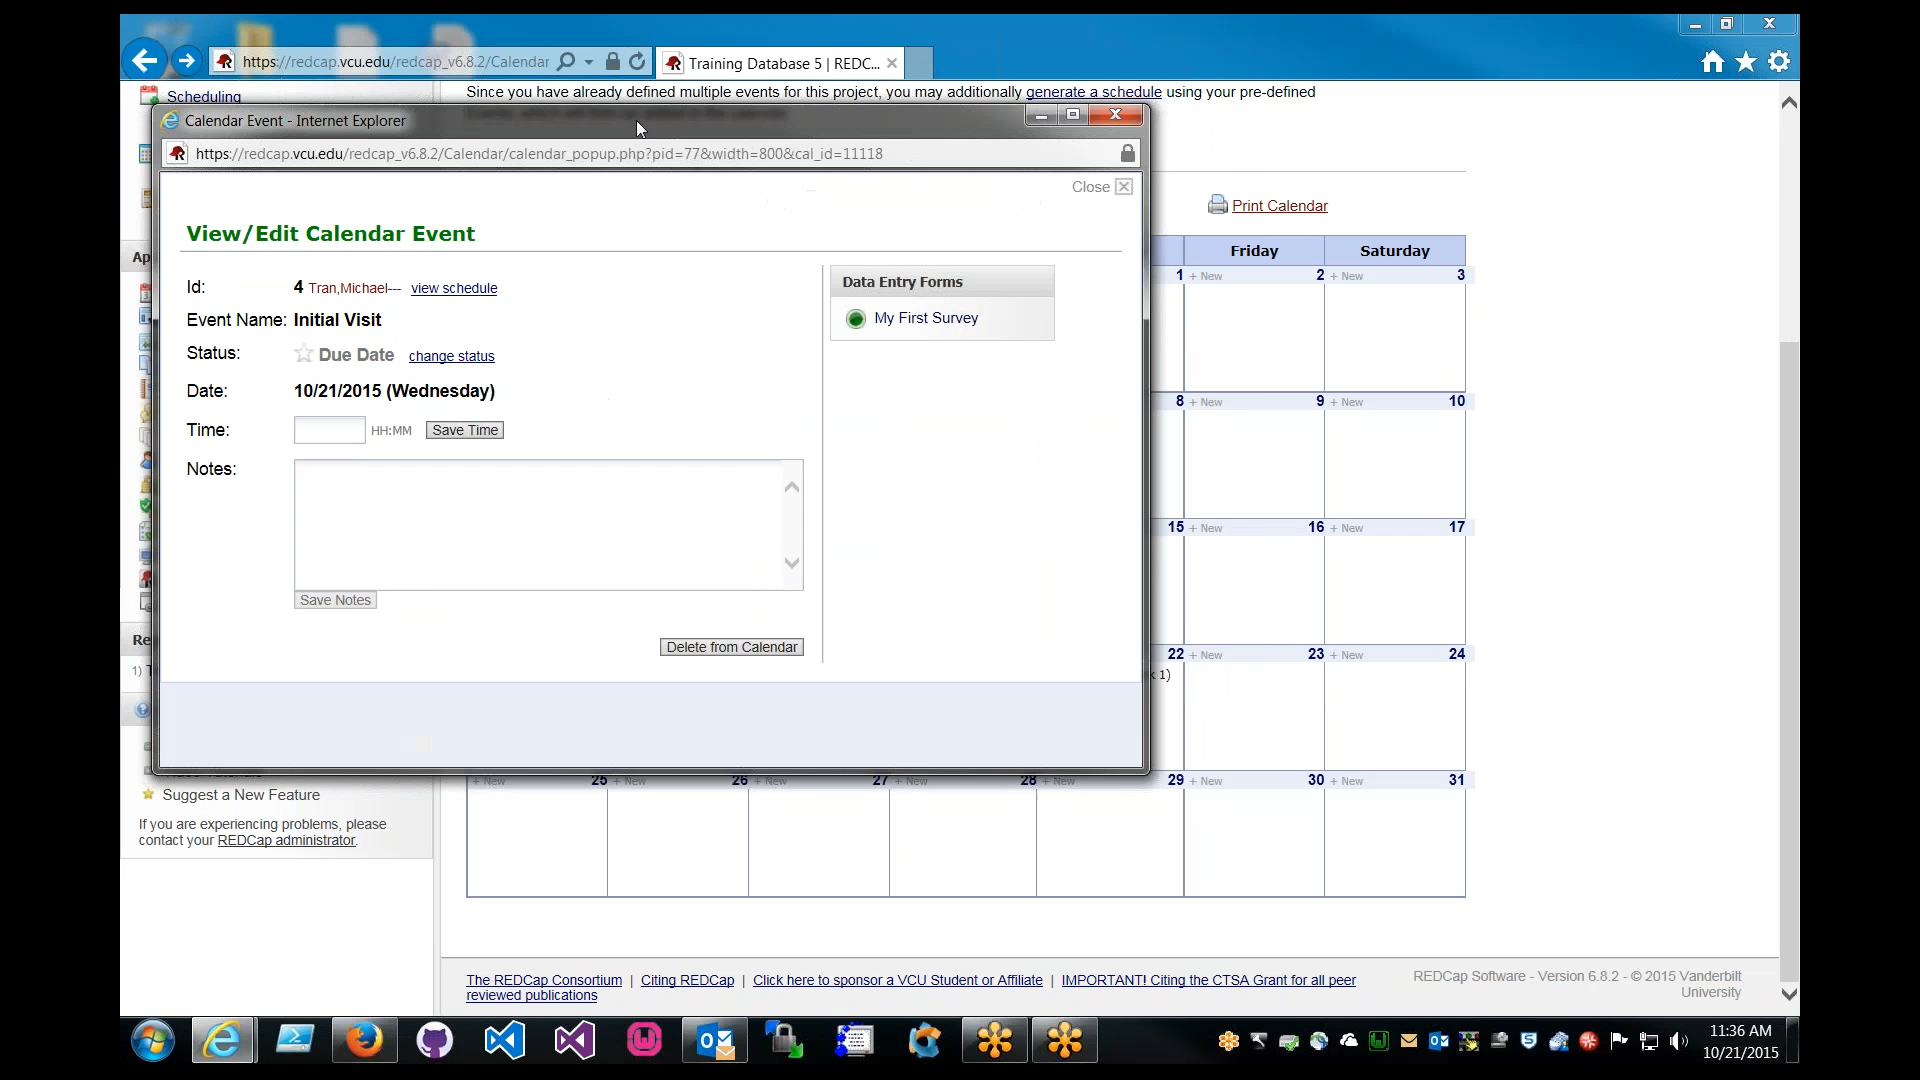 https://redcap.vcu.edu/redcap_v6.8.2/Calendar
Training Database 5 | REDC...
Scheduling
Since you have already defined multiple events for this project, you may additionally generate a schedule using your pre-defined
Calendar Event - Internet Explorer
https://redcap.vcu.edu/redcap_v6.8.2/Calendar/calendar_popup.php?pid=77&width=800&cal_id=11118
Close
View/Edit Calendar Event
Id: 4 Tran,Michael--- view schedule
Event Name: Initial Visit
Status: Due Date change status
Date: 10/21/2015 (Wednesday)
Time: HH:MM Save Time
Notes:
Save Notes
Delete from Calendar
Data Entry Forms
My First Survey
Print Calendar
Friday Saturday
1 + New 2 + New 3
8 + New 9 + New 10
15 + New 16 + New 17
22 + New 23 + New 24
k 1)
+ New 25 + New 26 + New 27 + New 28 + New 29 + New 30 + New 31
Ap
Re
1) T
Suggest a New Feature
If you are experiencing problems, please
contact your REDCap administrator.
The REDCap Consortium | Citing REDCap | Click here to sponsor a VCU Student or Affiliate | IMPORTANT! Citing the CTSA Grant for all peer
reviewed publications
REDCap Software - Version 6.8.2 - © 2015 Vanderbilt
University
11:36 AM
10/21/2015